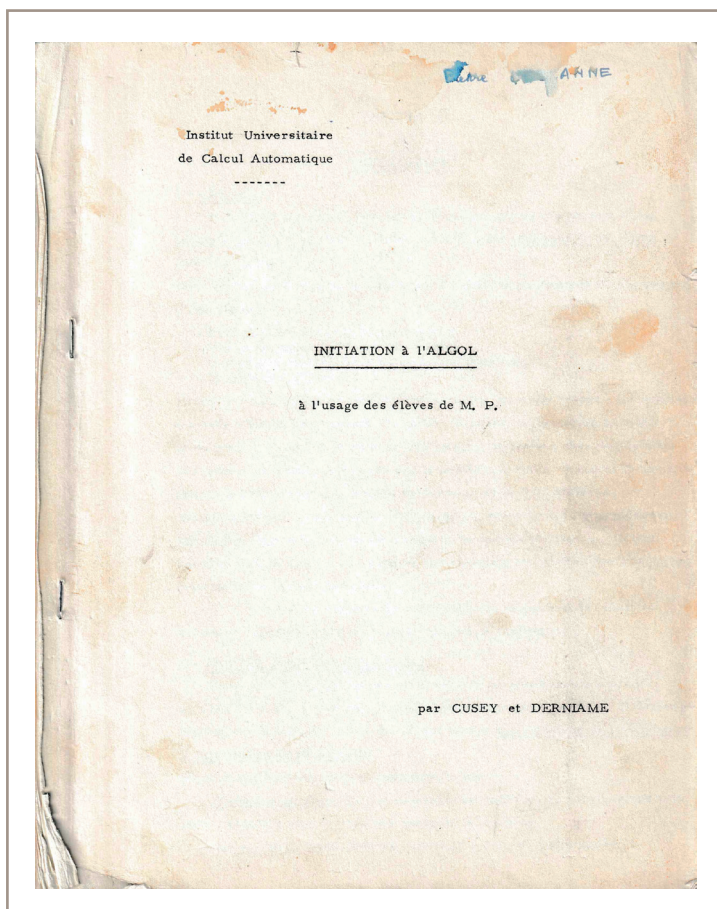 ANNE
Institut Universitaire
de Calcul Automatique
-------
INITIATION à l'ALGOL
à l'usage des élèves de M. P.
par CUSEY et DERNIAME